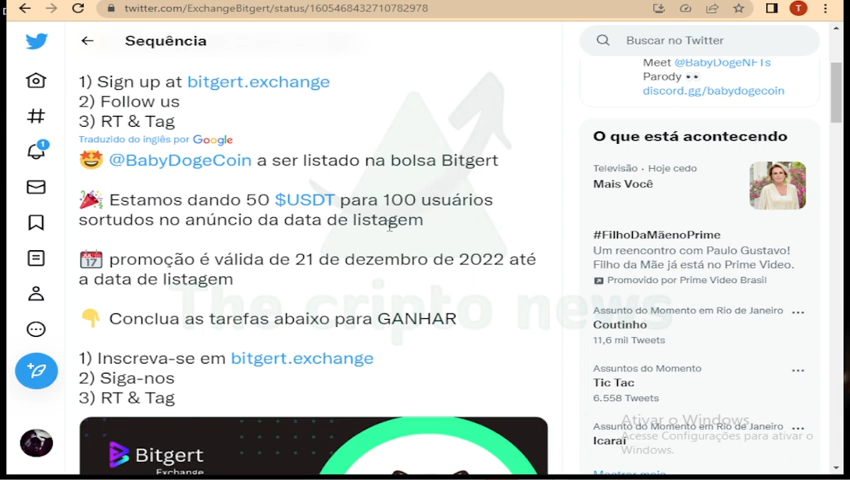 twitter.com/ExchangeBitgert/status/1605468432710782978
T
Sequência
1) Sign up at bitgert.exchange
2) Follow us
3) RT & Tag
Traduzido do inglês por Google
@BabyDogeCoin a ser listado na bolsa Bitgert
Estamos dando 50 $USDT para 100 usuários
sortudos no anúncio da data de listagem
17 promoção é válida de 21 de dezembro de 2022 até
a data de listagem
Conclua as tarefas abaixo para GANHAR
1) Inscreva-se em bitgert.exchange
2) Siga-nos
3) RT & Tag
Bitgert
Exchange
The cripto news
1
Buscar no Twitter
Meet @BabyDogeNFTs
Parody 👀
discord.gg/babydogecoin
O que está acontecendo
Televisão · Hoje cedo
Mais Você
#FilhoDaMãenoPrime
Um reencontro com Paulo Gustavo!
Filho da Mãe já está no Prime Video.
Promovido por Prime Video Brasil
Assunto do Momento em Rio de Janeiro
Coutinho
11,6 mil Tweets
Assuntos do Momento
Tic Tac
6.558 Tweets
Assunto do Momento em Rio de Janeiro
Icaraí
Mostrar mais
Ativar o Windows
Acesse Configurações para ativar o
Windows.